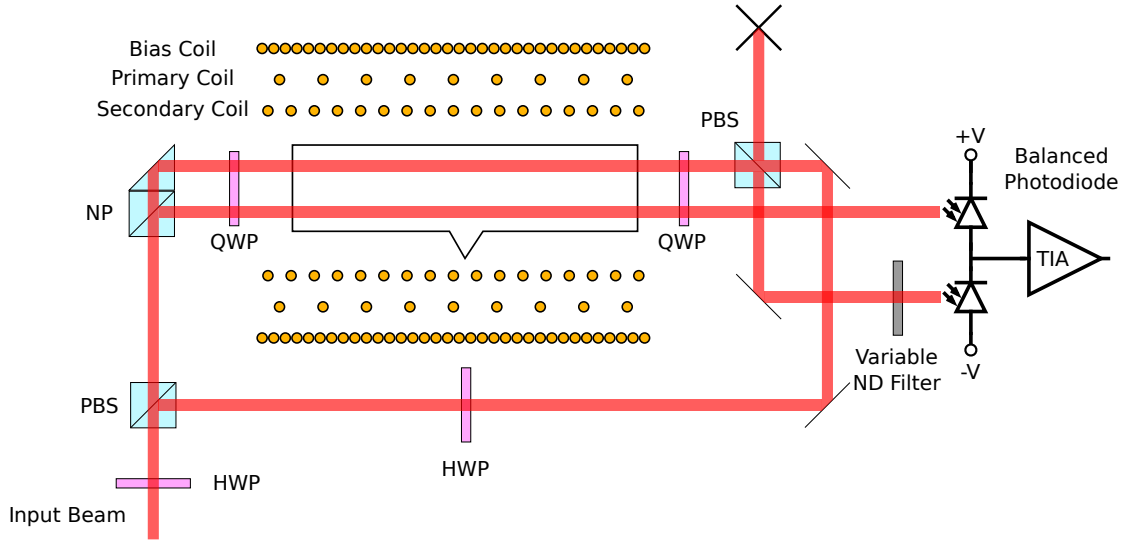 Bias Coil
Primary Coil
Secondary Coil
PBS
+V
Balanced
Photodiode
NP
QWP
QWP
TIA
Variable
ND Filter
-V
PBS
HWP
HWP
Input Beam